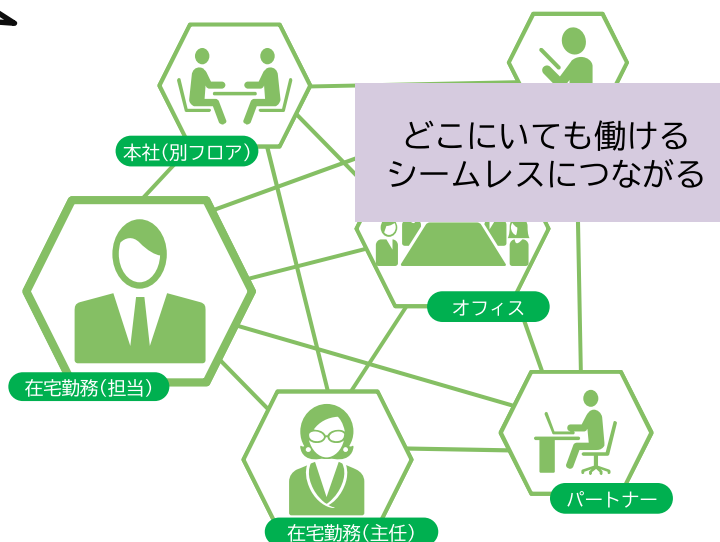 本社(別フロア)
どこにいても働ける
シームレスにつながる
オフィス
在宅勤務(担当)
パートナー
在宅勤務(主任)